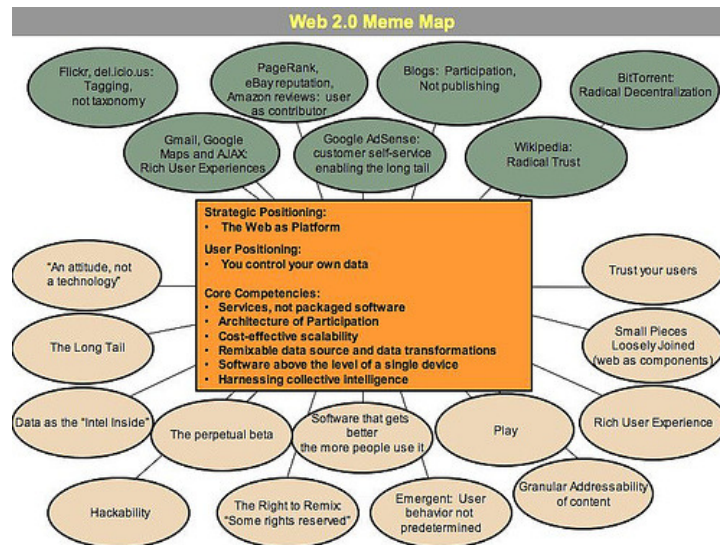 Web 2.0 Meme Map
Flickr, del.icio.us:
Tagging,
not taxonomy
PageRank,
eBay reputation,
Amazon reviews: user
as contributor
Blogs: Participation,
Not publishing
BitTorrent:
Radical Decentralization
Gmail, Google
Maps and AJAX:
Rich User Experiences
Google AdSense:
customer self-service
enabling the long tail
Wikipedia:
Radical Trust
Strategic Positioning:
• The Web as Platform
User Positioning:
• You control your own data
Core Competencies:
• Services, not packaged software
• Architecture of Participation
• Cost-effective scalability
• Remixable data source and data transformations
• Software above the level of a single device
• Harnessing collective intelligence
"An attitude, not
a technology"
Trust your users
The Long Tail
Small Pieces
Loosely Joined
(web as components)
Data as the "Intel Inside"
The perpetual beta
Software that gets
better
the more people use it
Play
Rich User Experience
Hackability
The Right to Remix:
"Some rights reserved"
Emergent: User
behavior not
predetermined
Granular Addressability
of content